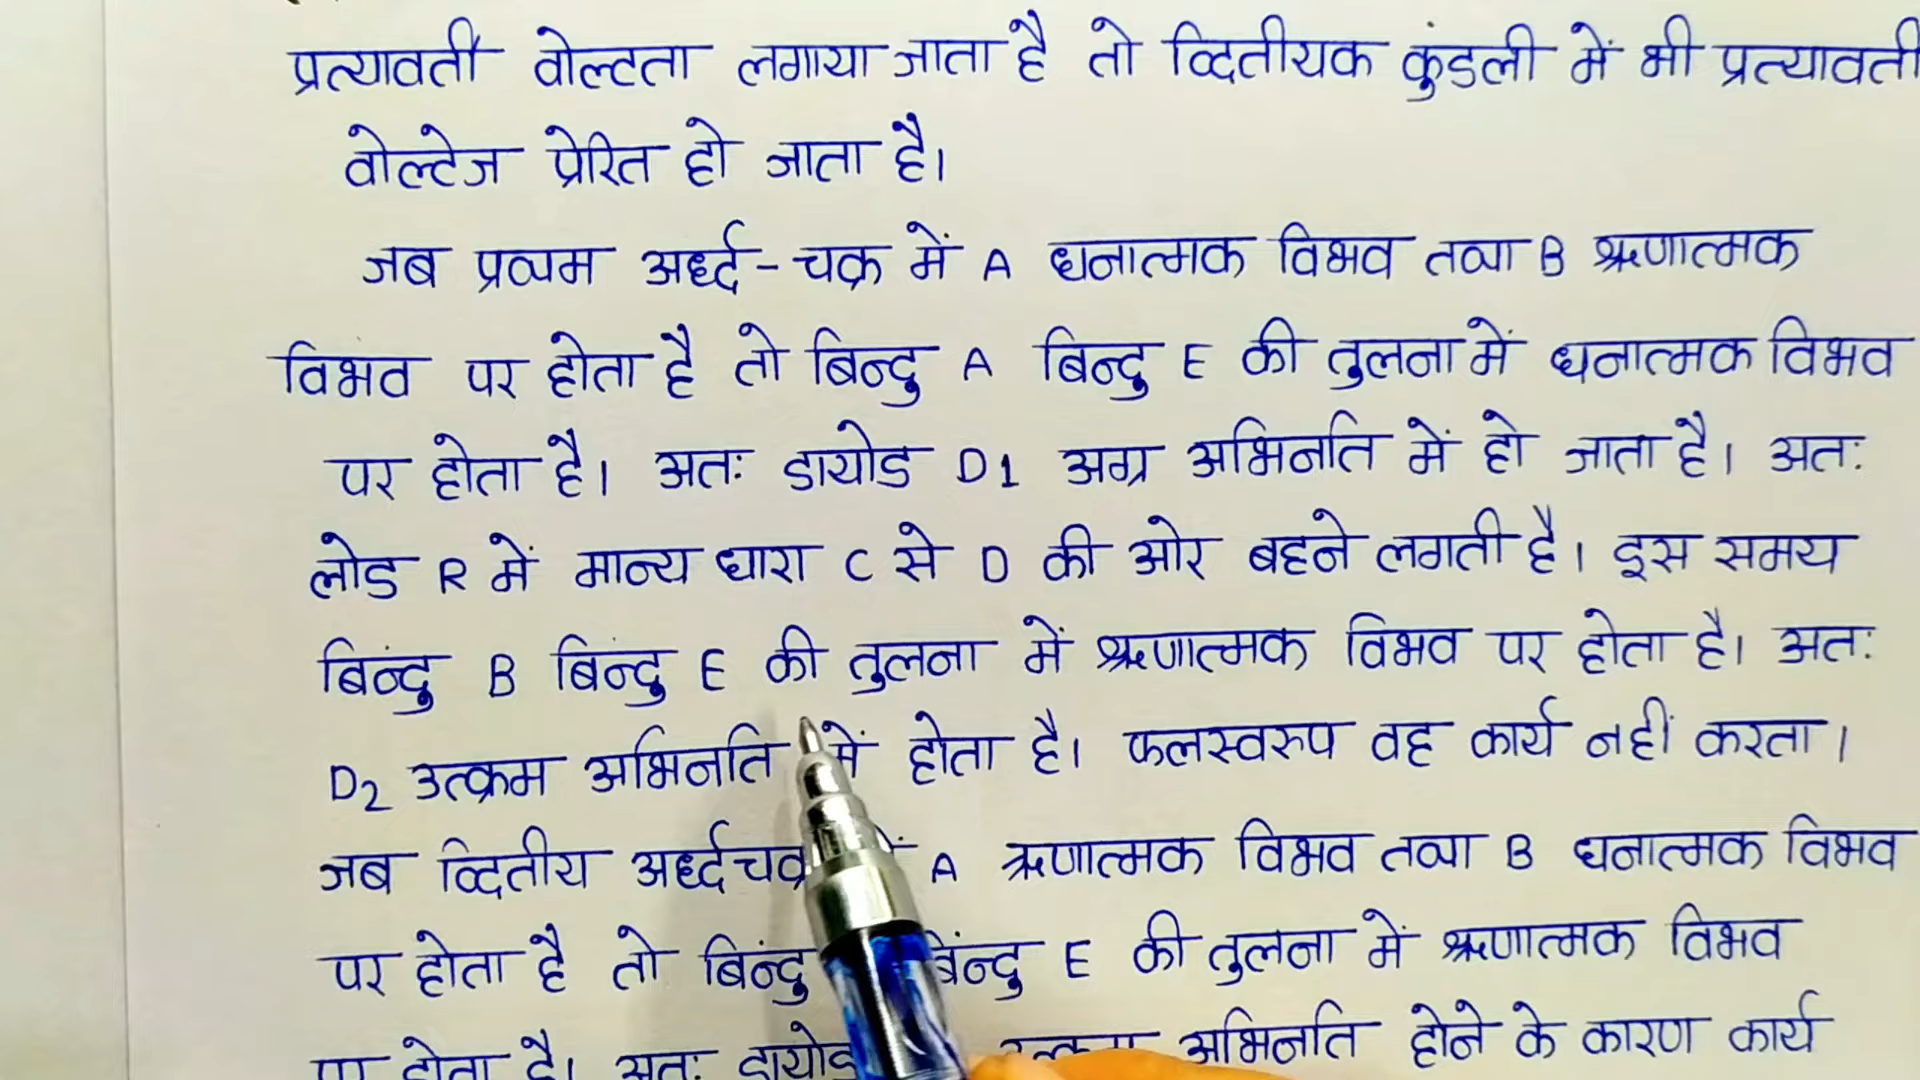 प्रत्यावर्ती वोल्टता लगाया जाता है तो द्वितीयक कुंडली में भी प्रत्यावर्ती
वोल्टेज प्रेरित हो जाता है।
जब प्रथम अर्ध्द-चक्र में A धनात्मक विभव तथा B ऋणात्मक
विभव पर होता है तो बिन्दु A बिन्दु E की तुलना में धनात्मक विभव
पर होता है। अतः डायोड D1 अग्र अभिनति में हो जाता है। अतः
लोड R में मान्य धारा C से D की ओर बहने लगती है। इस समय
बिंन्दु B बिंन्दु E की तुलना में ऋणात्मक विभव पर होता है। अतः
D2 उत्क्रम अभिनति में होता है। फलस्वरुप वह कार्य नहीं करता।
जब द्वितीय अर्ध्दचक्र A ऋणात्मक विभव तथा B धनात्मक विभव
पर होता है तो बिंन्दु बिंन्दु E की तुलना में ऋणात्मक विभव
पर होता है। अतः डायोड अभिनति होने के कारण कार्य